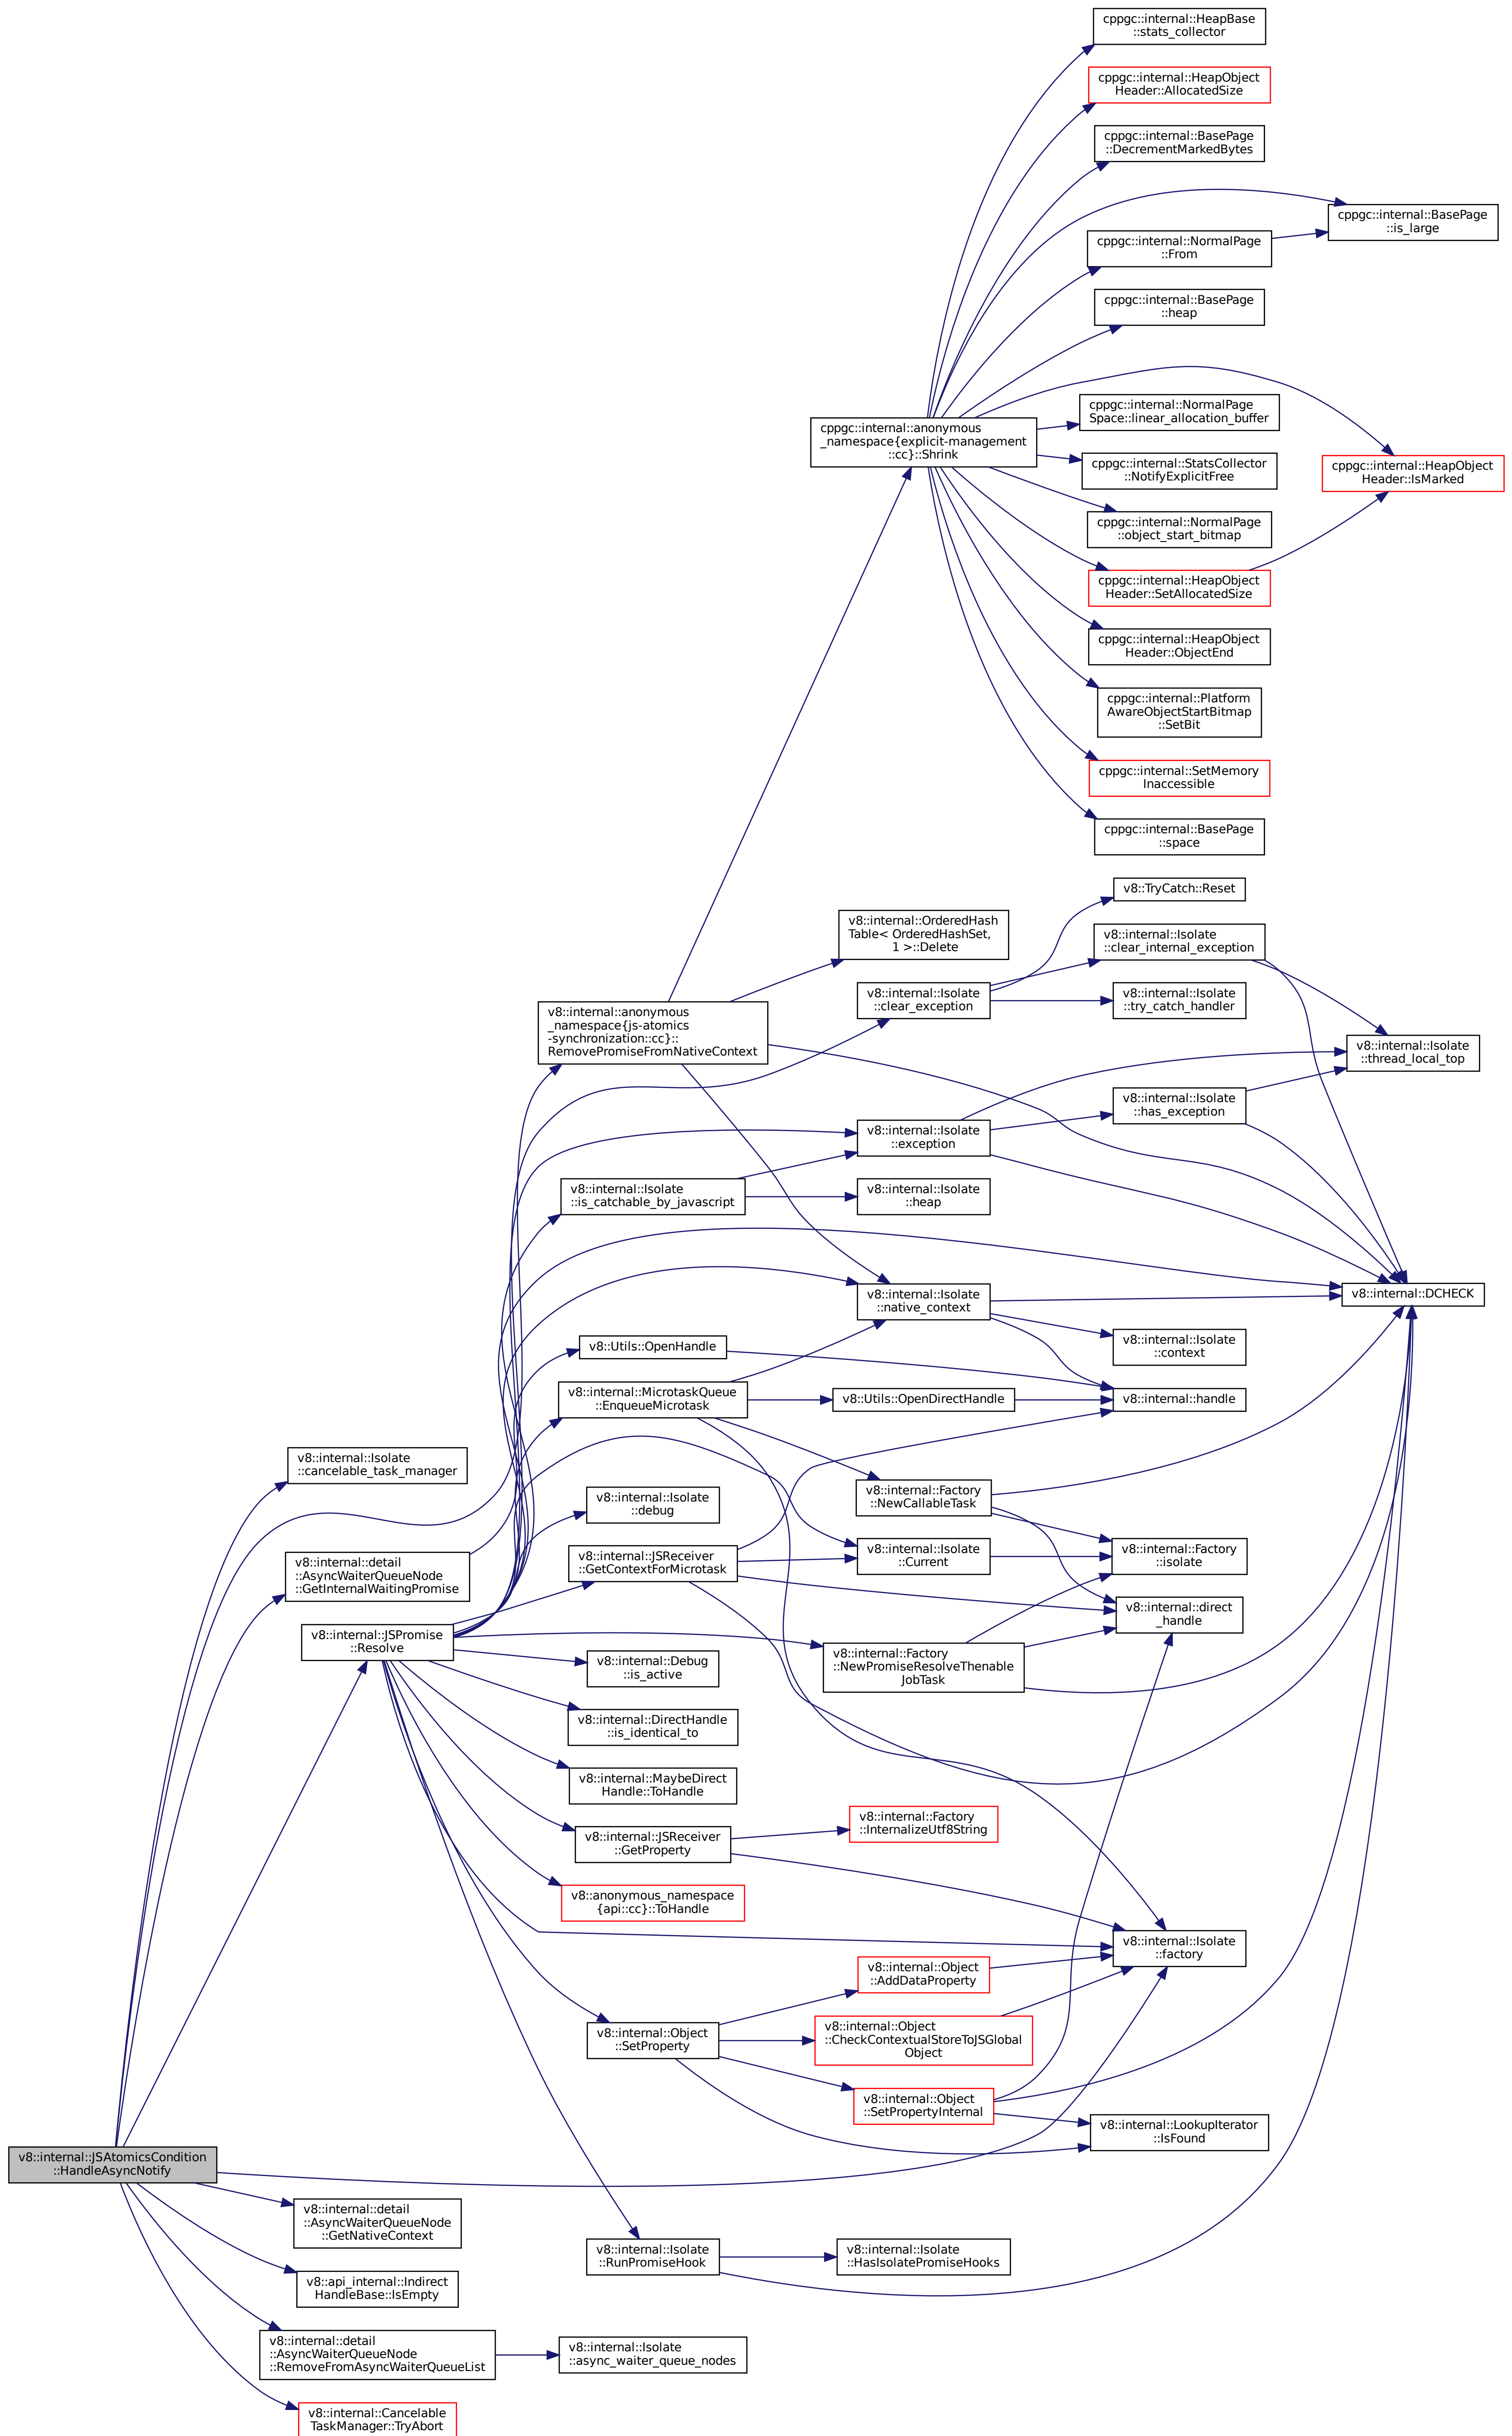 cppgc::internal::HeapBase
::stats_collector
cppgc::internal::HeapObject
Header::AllocatedSize
cppgc::internal::BasePage
::DecrementMarkedBytes
cppgc::internal::BasePage
::is_large
cppgc::internal::NormalPage
::From
cppgc::internal::BasePage
::heap
cppgc::internal::NormalPage
Space::linear_allocation_buffer
cppgc::internal::anonymous
_namespace{explicit-management
::cc}::Shrink
cppgc::internal::StatsCollector
::NotifyExplicitFree
cppgc::internal::HeapObject
Header::IsMarked
cppgc::internal::NormalPage
::object_start_bitmap
cppgc::internal::HeapObject
Header::SetAllocatedSize
cppgc::internal::HeapObject
Header::ObjectEnd
cppgc::internal::Platform
AwareObjectStartBitmap
::SetBit
cppgc::internal::SetMemory
Inaccessible
cppgc::internal::BasePage
::space
v8::TryCatch::Reset
v8::internal::OrderedHash
Table< OrderedHashSet,
1 >::Delete
v8::internal::Isolate
::clear_internal_exception
v8::internal::Isolate
::clear_exception
v8::internal::Isolate
::try_catch_handler
v8::internal::anonymous
_namespace{js-atomics
-synchronization::cc}::
RemovePromiseFromNativeContext
v8::internal::Isolate
::thread_local_top
v8::internal::Isolate
::has_exception
v8::internal::Isolate
::exception
v8::internal::Isolate
::is_catchable_by_javascript
v8::internal::Isolate
::heap
v8::internal::DCHECK
v8::internal::Isolate
::native_context
v8::internal::Isolate
::context
v8::Utils::OpenHandle
v8::internal::MicrotaskQueue
::EnqueueMicrotask
v8::Utils::OpenDirectHandle
v8::internal::handle
v8::internal::Isolate
::cancelable_task_manager
v8::internal::Isolate
::debug
v8::internal::Factory
::NewCallableTask
v8::internal::detail
::AsyncWaiterQueueNode
::GetInternalWaitingPromise
v8::internal::JSReceiver
::GetContextForMicrotask
v8::internal::Isolate
::Current
v8::internal::Factory
::isolate
v8::internal::direct
_handle
v8::internal::JSPromise
::Resolve
v8::internal::Debug
::is_active
v8::internal::Factory
::NewPromiseResolveThenable
JobTask
v8::internal::DirectHandle
::is_identical_to
v8::internal::MaybeDirect
Handle::ToHandle
v8::internal::JSReceiver
::GetProperty
v8::internal::Factory
::InternalizeUtf8String
v8::anonymous_namespace
{api::cc}::ToHandle
v8::internal::Isolate
::factory
v8::internal::Object
::AddDataProperty
v8::internal::Object
::SetProperty
v8::internal::Object
::CheckContextualStoreToJSGlobal
Object
v8::internal::Object
::SetPropertyInternal
v8::internal::LookupIterator
::IsFound
v8::internal::JSAtomicsCondition
::HandleAsyncNotify
v8::internal::detail
::AsyncWaiterQueueNode
::GetNativeContext
v8::internal::Isolate
::RunPromiseHook
v8::internal::Isolate
::HasIsolatePromiseHooks
v8::api_internal::Indirect
HandleBase::IsEmpty
v8::internal::detail
::AsyncWaiterQueueNode
::RemoveFromAsyncWaiterQueueList
v8::internal::Isolate
::async_waiter_queue_nodes
v8::internal::Cancelable
TaskManager::TryAbort